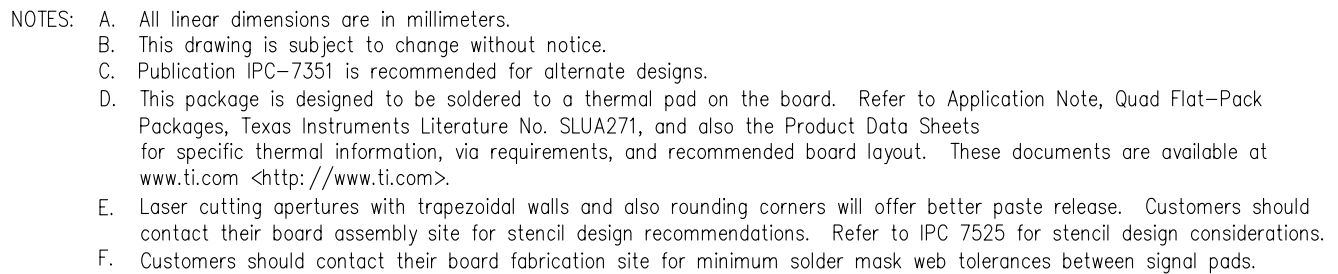 NOTES: A. All linear dimensions are in millimeters.
B. This drawing is subject to change without notice.
C. Publication IPC-7351 is recommended for alternate designs.
D. This package is designed to be soldered to a thermal pad on the board. Refer to Application Note, Quad Flat-Pack
Packages, Texas Instruments Literature No. SLUA271, and also the Product Data Sheets
for specific thermal information, via requirements, and recommended board layout. These documents are available at
www.ti.com <http://www.ti.com>.
E. Laser cutting apertures with trapezoidal walls and also rounding corners will offer better paste release. Customers should
contact their board assembly site for stencil design recommendations. Refer to IPC 7525 for stencil design considerations.
F. Customers should contact their board fabrication site for minimum solder mask web tolerances between signal pads.